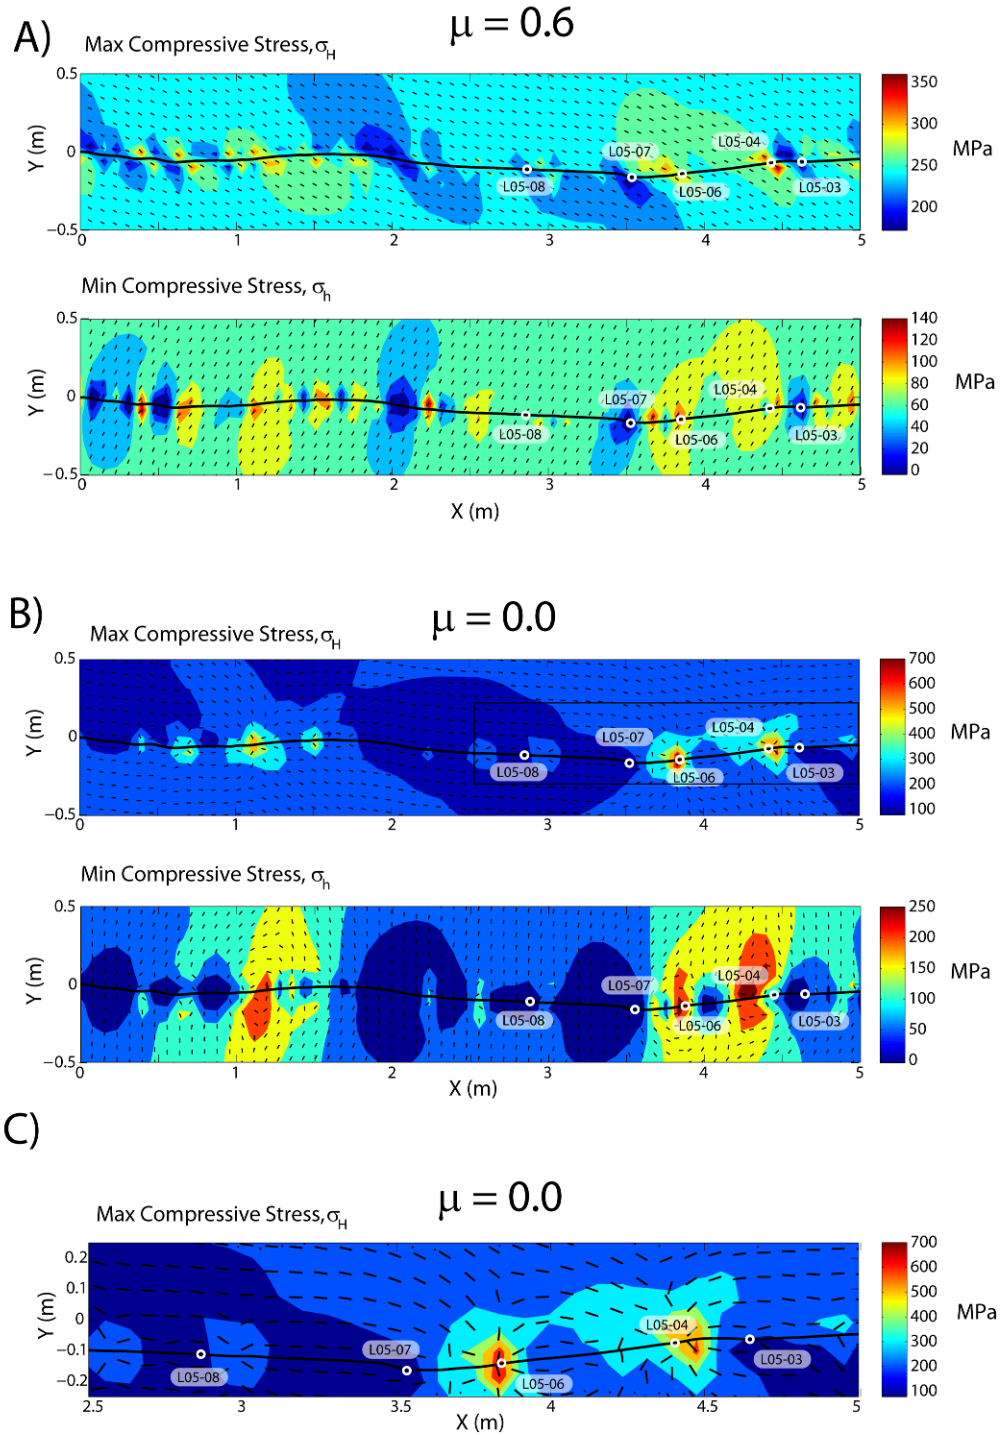 A)
μ = 0.6
Max Compressive Stress, σH
0.5
0
−0.5
Y (m)
0 1 2 3 4 5
L05-08
L05-07
L05-06
L05-04
L05-03
350
300
250
200
MPa
Min Compressive Stress, σh
0.5
0
−0.5
Y (m)
0 1 2 3 4 5
X (m)
L05-08
L05-07
L05-06
L05-04
L05-03
140
120
100
80
60
40
20
0
MPa
B)
μ = 0.0
Max Compressive Stress, σH
0.5
0
−0.5
Y (m)
0 1 2 3 4 5
L05-08
L05-07
L05-06
L05-04
L05-03
700
600
500
400
300
200
100
MPa
Min Compressive Stress, σh
0.5
0
−0.5
Y (m)
0 1 2 3 4 5
X (m)
L05-08
L05-07
L05-06
L05-04
L05-03
250
200
150
100
50
0
MPa
C)
μ = 0.0
Max Compressive Stress, σH
0.2
0.1
0
−0.1
−0.2
Y (m)
2.5 3 3.5 4 4.5 5
X (m)
L05-08
L05-07
L05-06
L05-04
L05-03
700
600
500
400
300
200
100
MPa